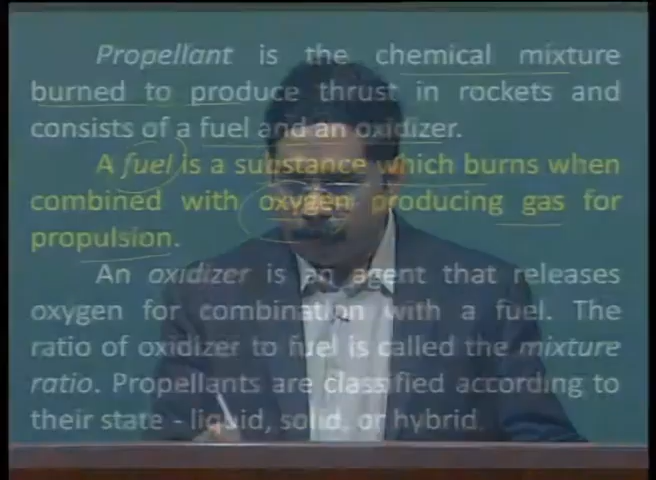 Propellant is the chemical mixture
burned to produce thrust in rockets and
consists of a fuel and an oxidizer.
A fuel is a substance which burns when
combined with oxygen producing gas for
propulsion.
An oxidizer is an agent that releases
oxygen for combination with a fuel. The
ratio of oxidizer to fuel is called the mixture
ratio. Propellants are classified according to
their state - liquid, solid, or hybrid.